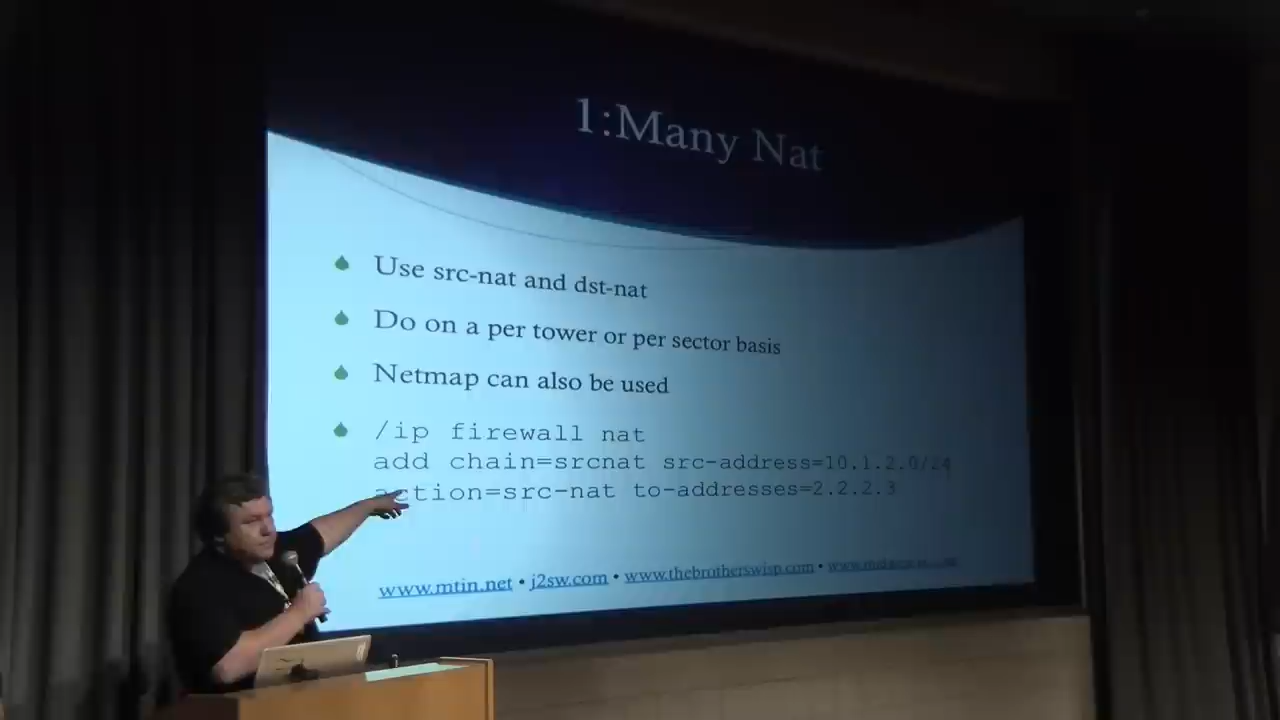 1:Many Nat
Use src-nat and dst-nat
Do on a per tower or per sector basis
Netmap can also be used
/ip firewall nat
add chain=srcnat src-address=10.1.2.0/24
action=src-nat to-addresses=2.2.2.3
www.mtin.net • j2sw.com • www.thebrotherswisp.com •